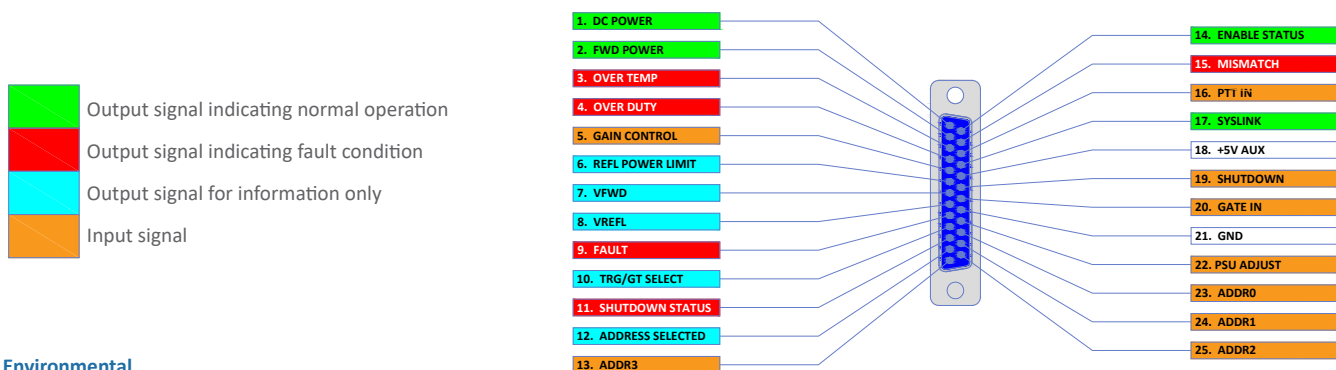 Output signal indicating normal operation
Output signal indicating fault condition
Output signal for information only
Input signal
Environmental
1. DC POWER
2. FWD POWER
3. OVER TEMP
4. OVER DUTY
5. GAIN CONTROL
6. REFL POWER LIMIT
7. VFWD
8. VREFL
9. FAULT
10. TRG/GT SELECT
11. SHUTDOWN STATUS
12. ADDRESS SELECTED
13. ADDR3
14. ENABLE STATUS
15. MISMATCH
16. PTT IN
17. SYSLINK
18. +5V AUX
19. SHUTDOWN
20. GATE IN
21. GND
22. PSU ADJUST
23. ADDR0
24. ADDR1
25. ADDR2